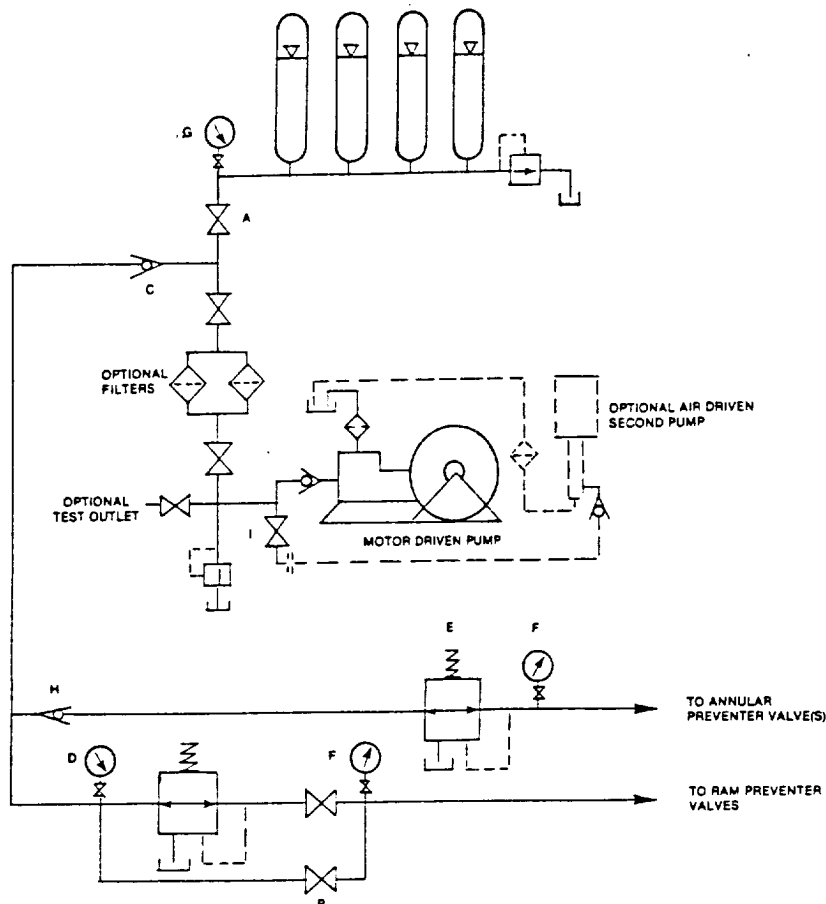 G
A
C
OPTIONAL
FILTERS
OPTIONAL AIR DRIVEN
SECOND PUMP
OPTIONAL
TEST OUTLET
I
MOTOR DRIVEN PUMP
E
F
H
TO ANNULAR
PREVENTER VALVE(S)
D
F
TO RAM PREVENTER
VALVES